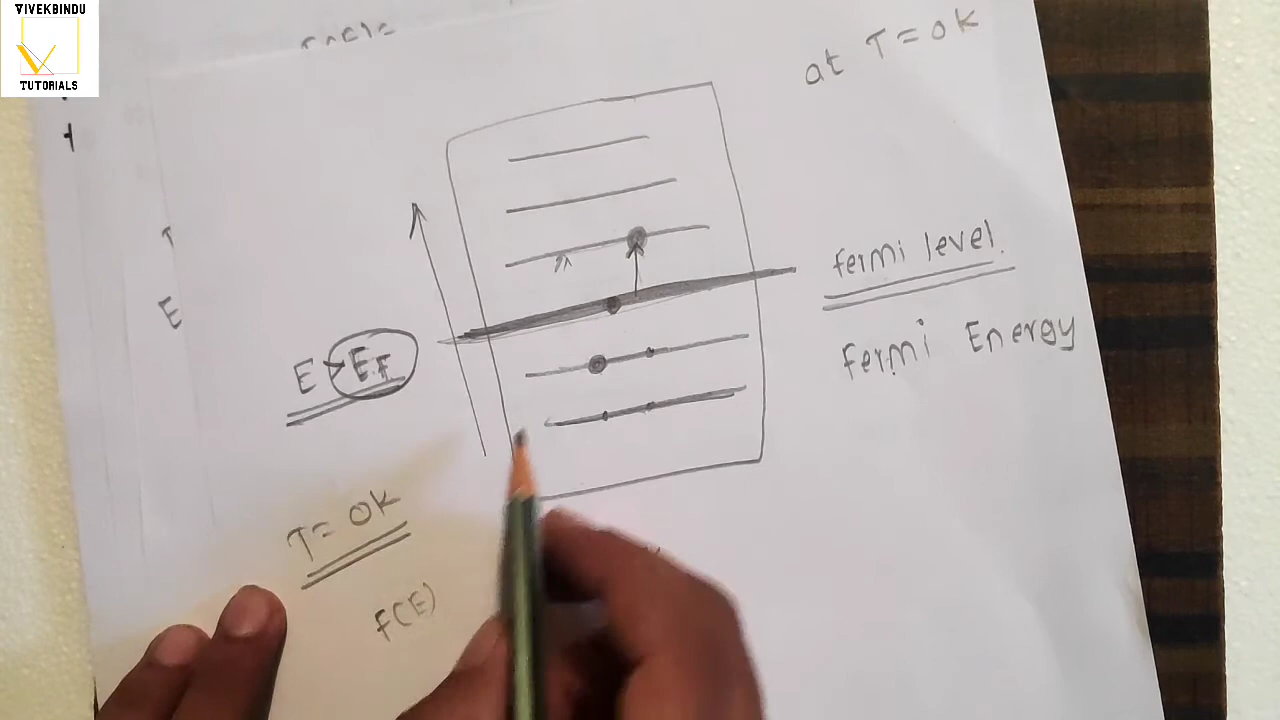 VIVEKBINDU
TUTORIALS
at T = 0K
fermi level.
fermi Energy
E > EF
T = 0K
F(E)